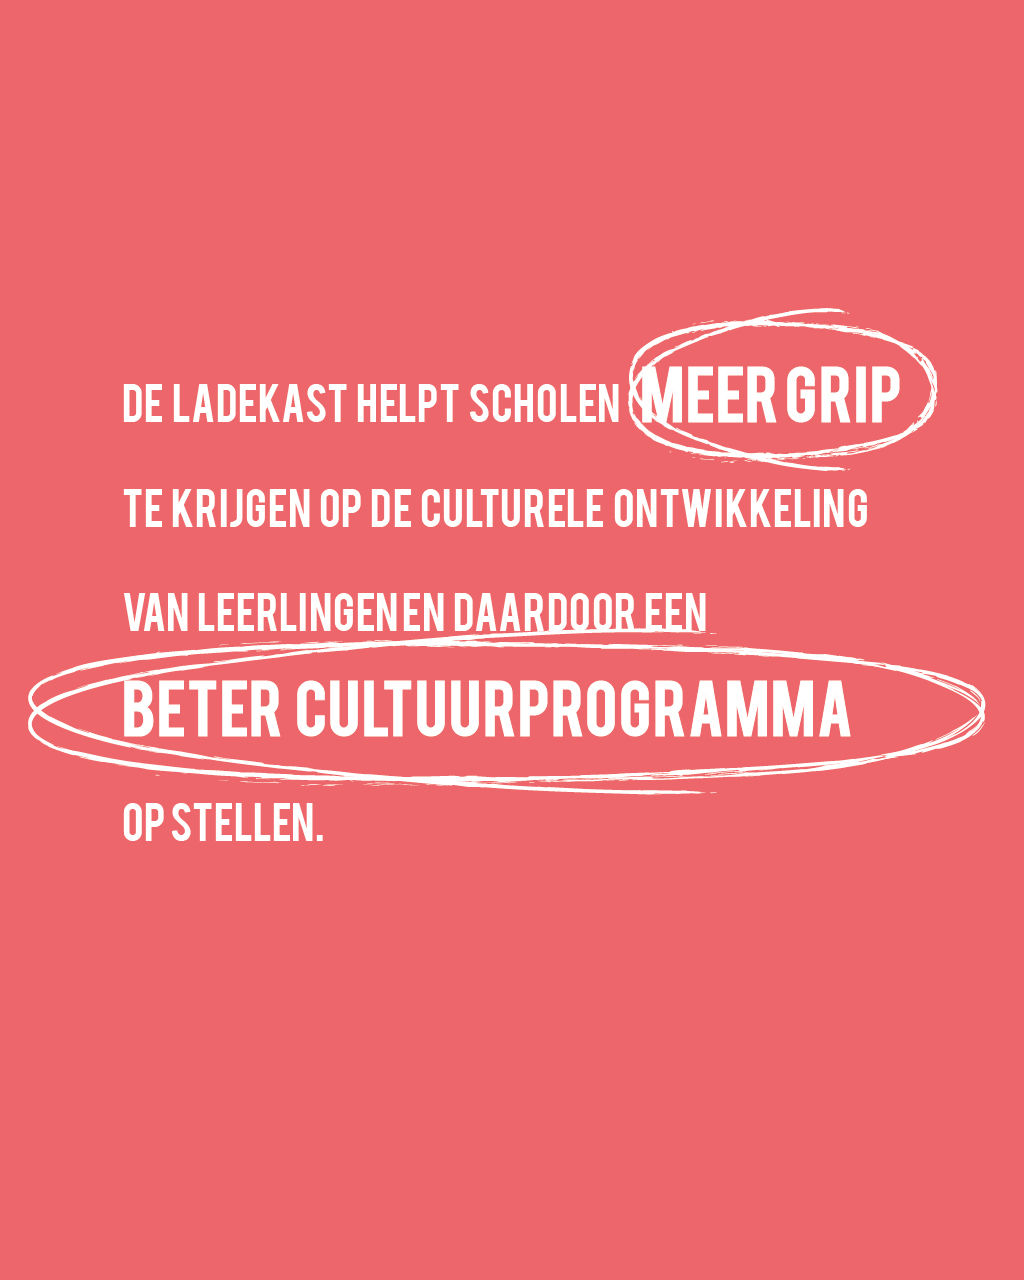 DE LADEKAST HELPT SCHOLEN MEER GRIP
TE KRIJGEN OP DE CULTURELE ONTWIKKELING
VAN LEERLINGEN EN DAARDOOR EEN
BETER CULTUURPROGRAMMA
OP STELLEN.